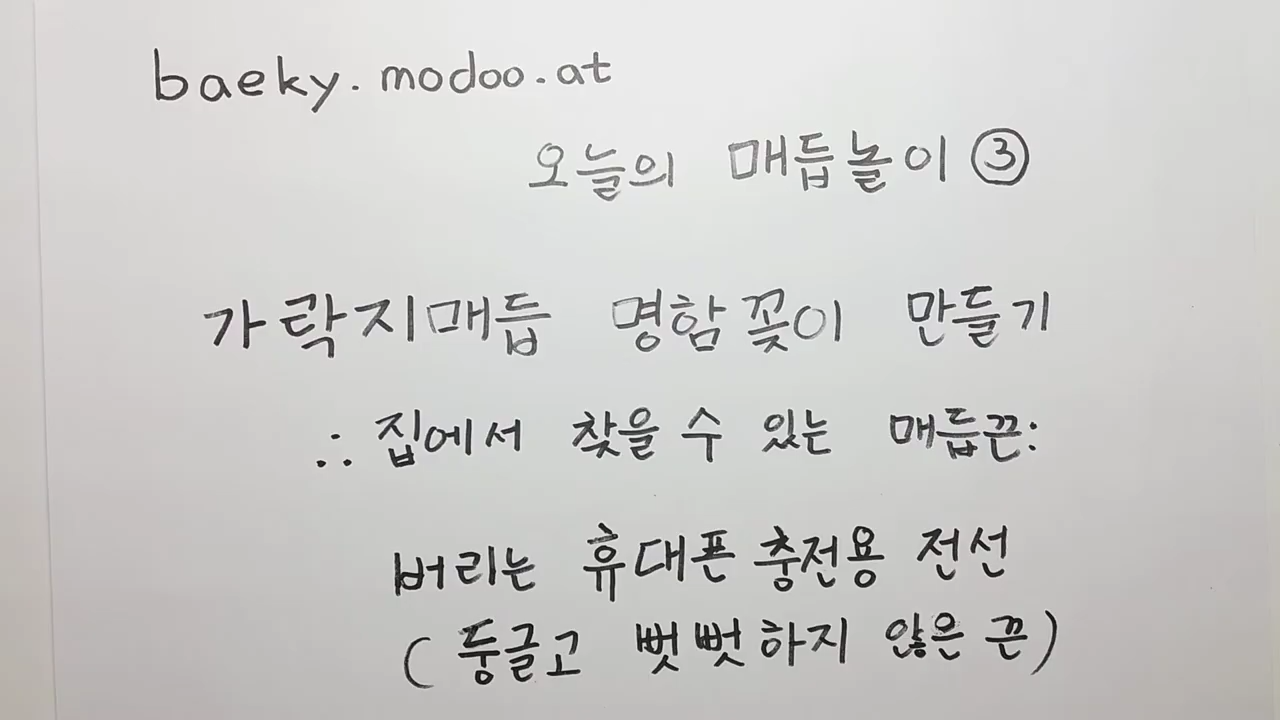 baeky.modoo.at
오늘의 매듭놀이 ③
가락지매듭 명함꽂이 만들기
∴ 집에서 찾을 수 있는 매듭끈:
버리는 휴대폰 충전용 전선
(둥글고 뻣뻣하지 않은 끈)